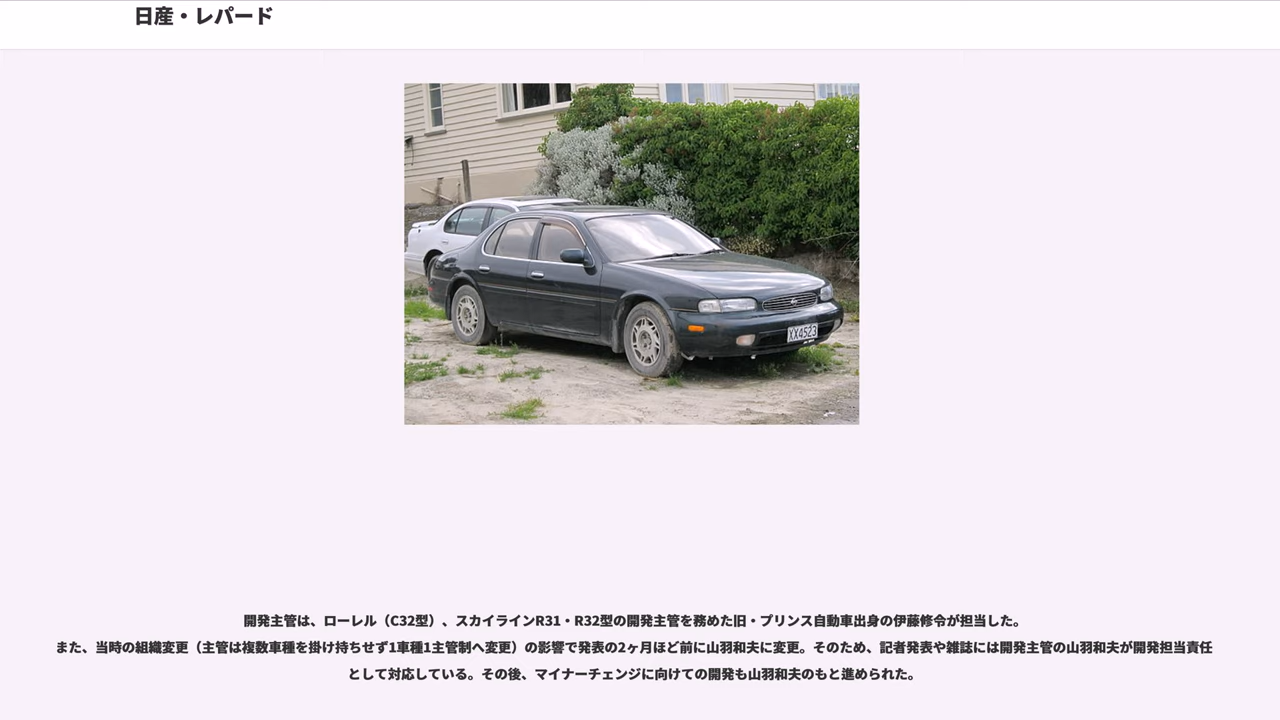 日産・レパード
XX4523
開発主管は、ローレル（C32型）、スカイラインR31・R32型の開発主管を務めた旧・プリンス自動車出身の伊藤修令が担当した。
また、当時の組織変更（主管は複数車種を掛け持ちせず1車種1主管制へ変更）の影響で発表の2ヶ月ほど前に山羽和夫に変更。そのため、記者発表や雑誌には開発主管の山羽和夫が開発担当責任
として対応している。その後、マイナーチェンジに向けての開発も山羽和夫のもと進められた。